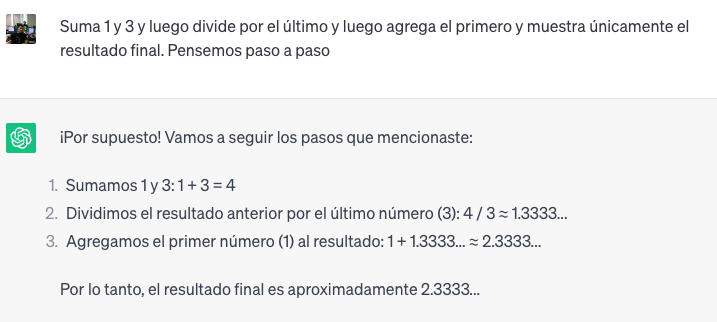 Suma 1 y 3 y luego divide por el último y luego agrega el primero y muestra únicamente el
resultado final. Pensemos paso a paso
¡Por supuesto! Vamos a seguir los pasos que mencionaste:
1. Sumamos 1 y 3: 1 + 3 = 4
2. Dividimos el resultado anterior por el último número (3): 4 / 3 ≈ 1.3333...
3. Agregamos el primer número (1) al resultado: 1 + 1.3333... ≈ 2.3333...
Por lo tanto, el resultado final es aproximadamente 2.3333...